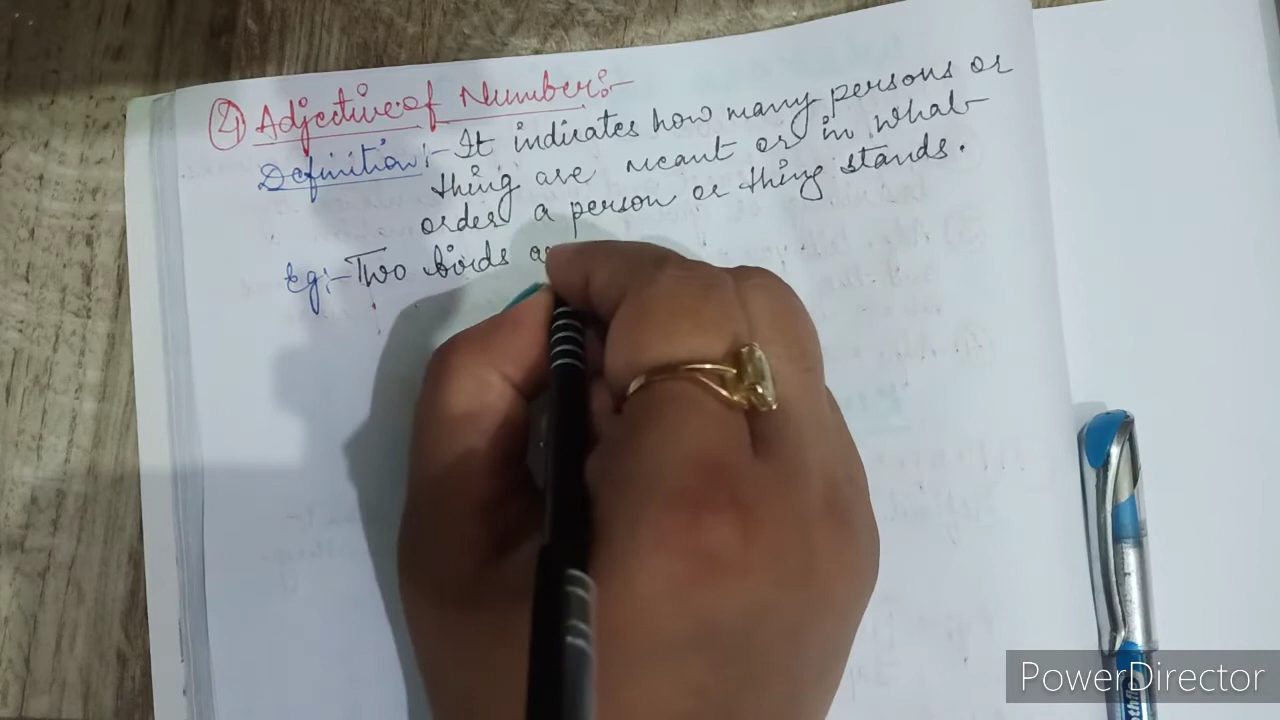 ④ Adjective of Number:-
Definition:- It indicates how many persons or
thing are meant or in what
order a person or thing stands.
Eg:- Two birds a
PowerDirector